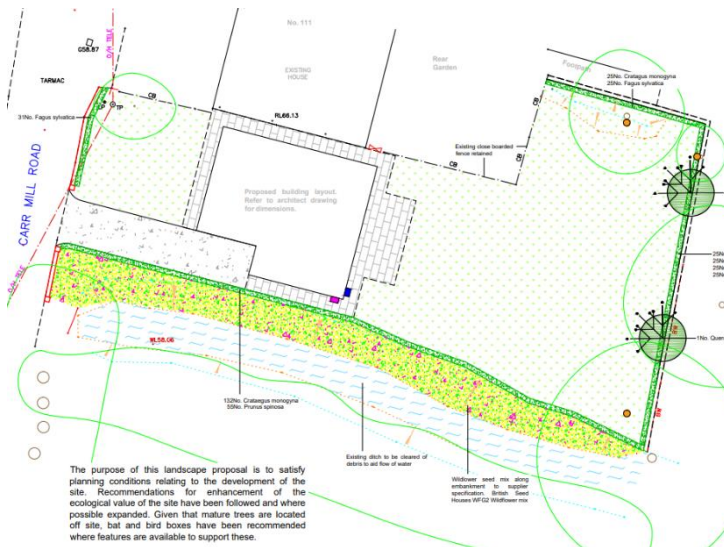 No. 111
G58.87
O/H TELE
TARMAC
EXISTING
HOUSE
Rear
Garden
Footpath
25No. Cratagus monogyna
25No. Fagus sylvatica
CB
LP
TP
31No. Fagus sylvatica
RL66.13
CB
CB
CB
Existing close boarded
fence retained
CARR MILL ROAD
Proposed building layout.
Refer to architect drawing
for dimensions.
O/H TELE
25No
25No
25No
25No
1No. Quer
WL58.06
132No. Crataegus monogyna
55No. Prunus spinosa
Existing ditch to be cleared of
debris to aid flow of water
Wildflower seed mix along
embankment to supplier
specification. British Seed
Houses WFG2 Wildflower mix
The purpose of this landscape proposal is to satisfy
planning conditions relating to the development of the
site. Recommendations for enhancement of the
ecological value of the site have been followed and where
possible expanded. Given that mature trees are located
off site, bat and bird boxes have been recommended
where features are available to support these.